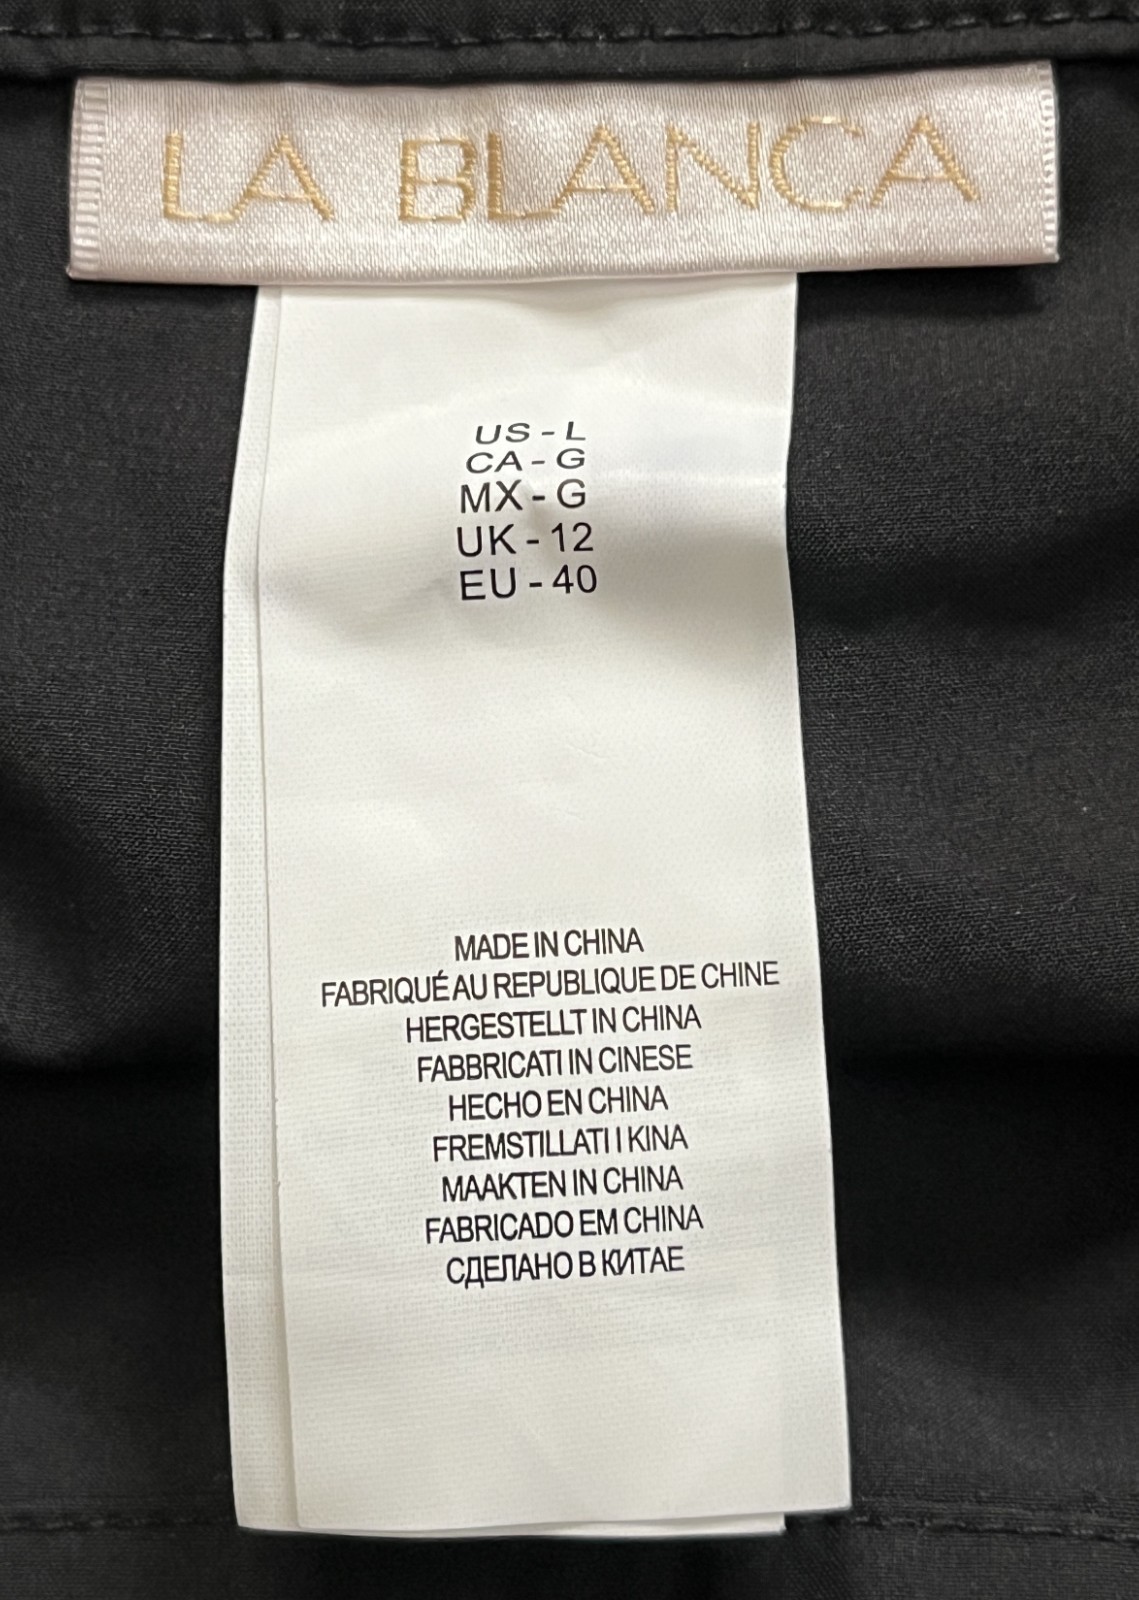 LA BLANCA
US - L
CA - G
MX - G
UK - 12
EU - 40
MADE IN CHINA
FABRIQUÉ AU REPUBLIQUE DE CHINE
HERGESTELLT IN CHINA
FABBRICATI IN CINESE
HECHO EN CHINA
FREMSTILLATI I KINA
MAAKTEN IN CHINA
FABRICADO EM CHINA
СДЕЛАНО В КИТАЕ